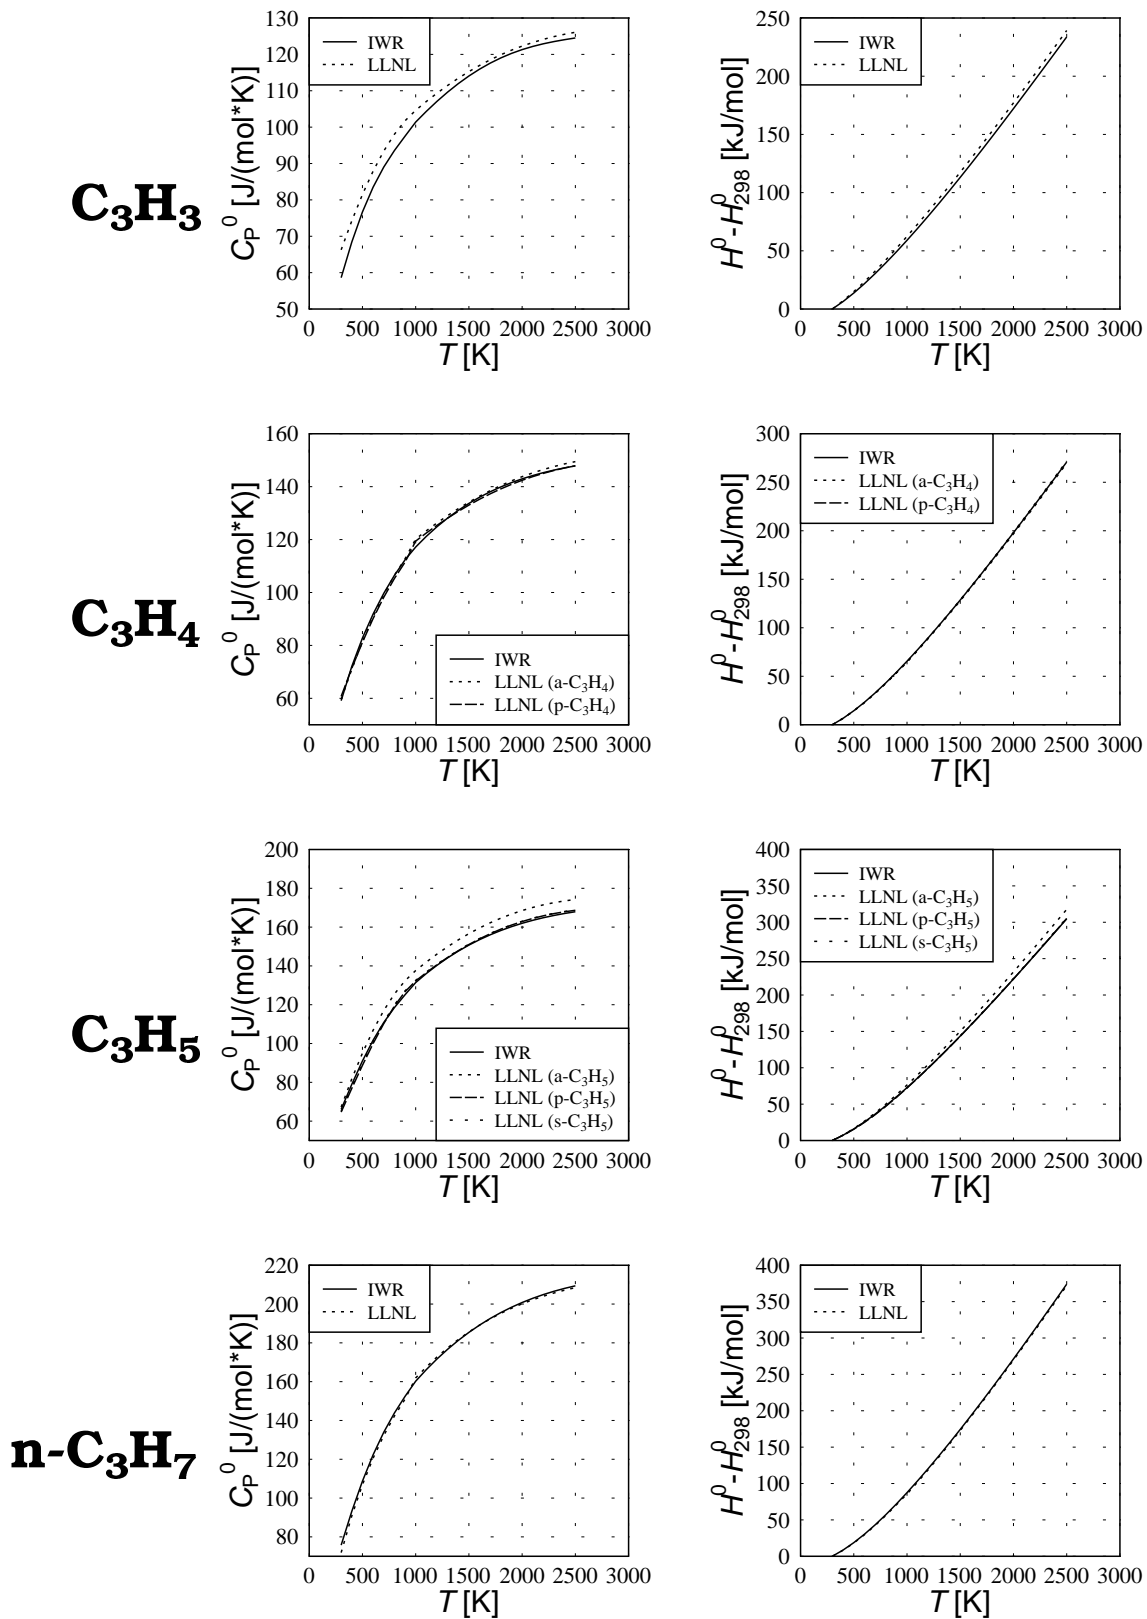 C3H3
CP0 [J/(mol*K)]
130
120
110
100
90
80
70
60
50
IWR
LLNL
0 500 1000 1500 2000 2500 3000
T [K]
H0-H0298 [kJ/mol]
250
200
150
100
50
0
IWR
LLNL
0 500 1000 1500 2000 2500 3000
T [K]
C3H4
CP0 [J/(mol*K)]
160
140
120
100
80
60
IWR
LLNL (a-C3H4)
LLNL (p-C3H4)
0 500 1000 1500 2000 2500 3000
T [K]
H0-H0298 [kJ/mol]
300
250
200
150
100
50
0
IWR
LLNL (a-C3H4)
LLNL (p-C3H4)
0 500 1000 1500 2000 2500 3000
T [K]
C3H5
CP0 [J/(mol*K)]
200
180
160
140
120
100
80
60
IWR
LLNL (a-C3H5)
LLNL (p-C3H5)
LLNL (s-C3H5)
0 500 1000 1500 2000 2500 3000
T [K]
H0-H0298 [kJ/mol]
400
350
300
250
200
150
100
50
0
IWR
LLNL (a-C3H5)
LLNL (p-C3H5)
LLNL (s-C3H5)
0 500 1000 1500 2000 2500 3000
T [K]
n-C3H7
CP0 [J/(mol*K)]
220
200
180
160
140
120
100
80
IWR
LLNL
0 500 1000 1500 2000 2500 3000
T [K]
H0-H0298 [kJ/mol]
400
350
300
250
200
150
100
50
0
IWR
LLNL
0 500 1000 1500 2000 2500 3000
T [K]